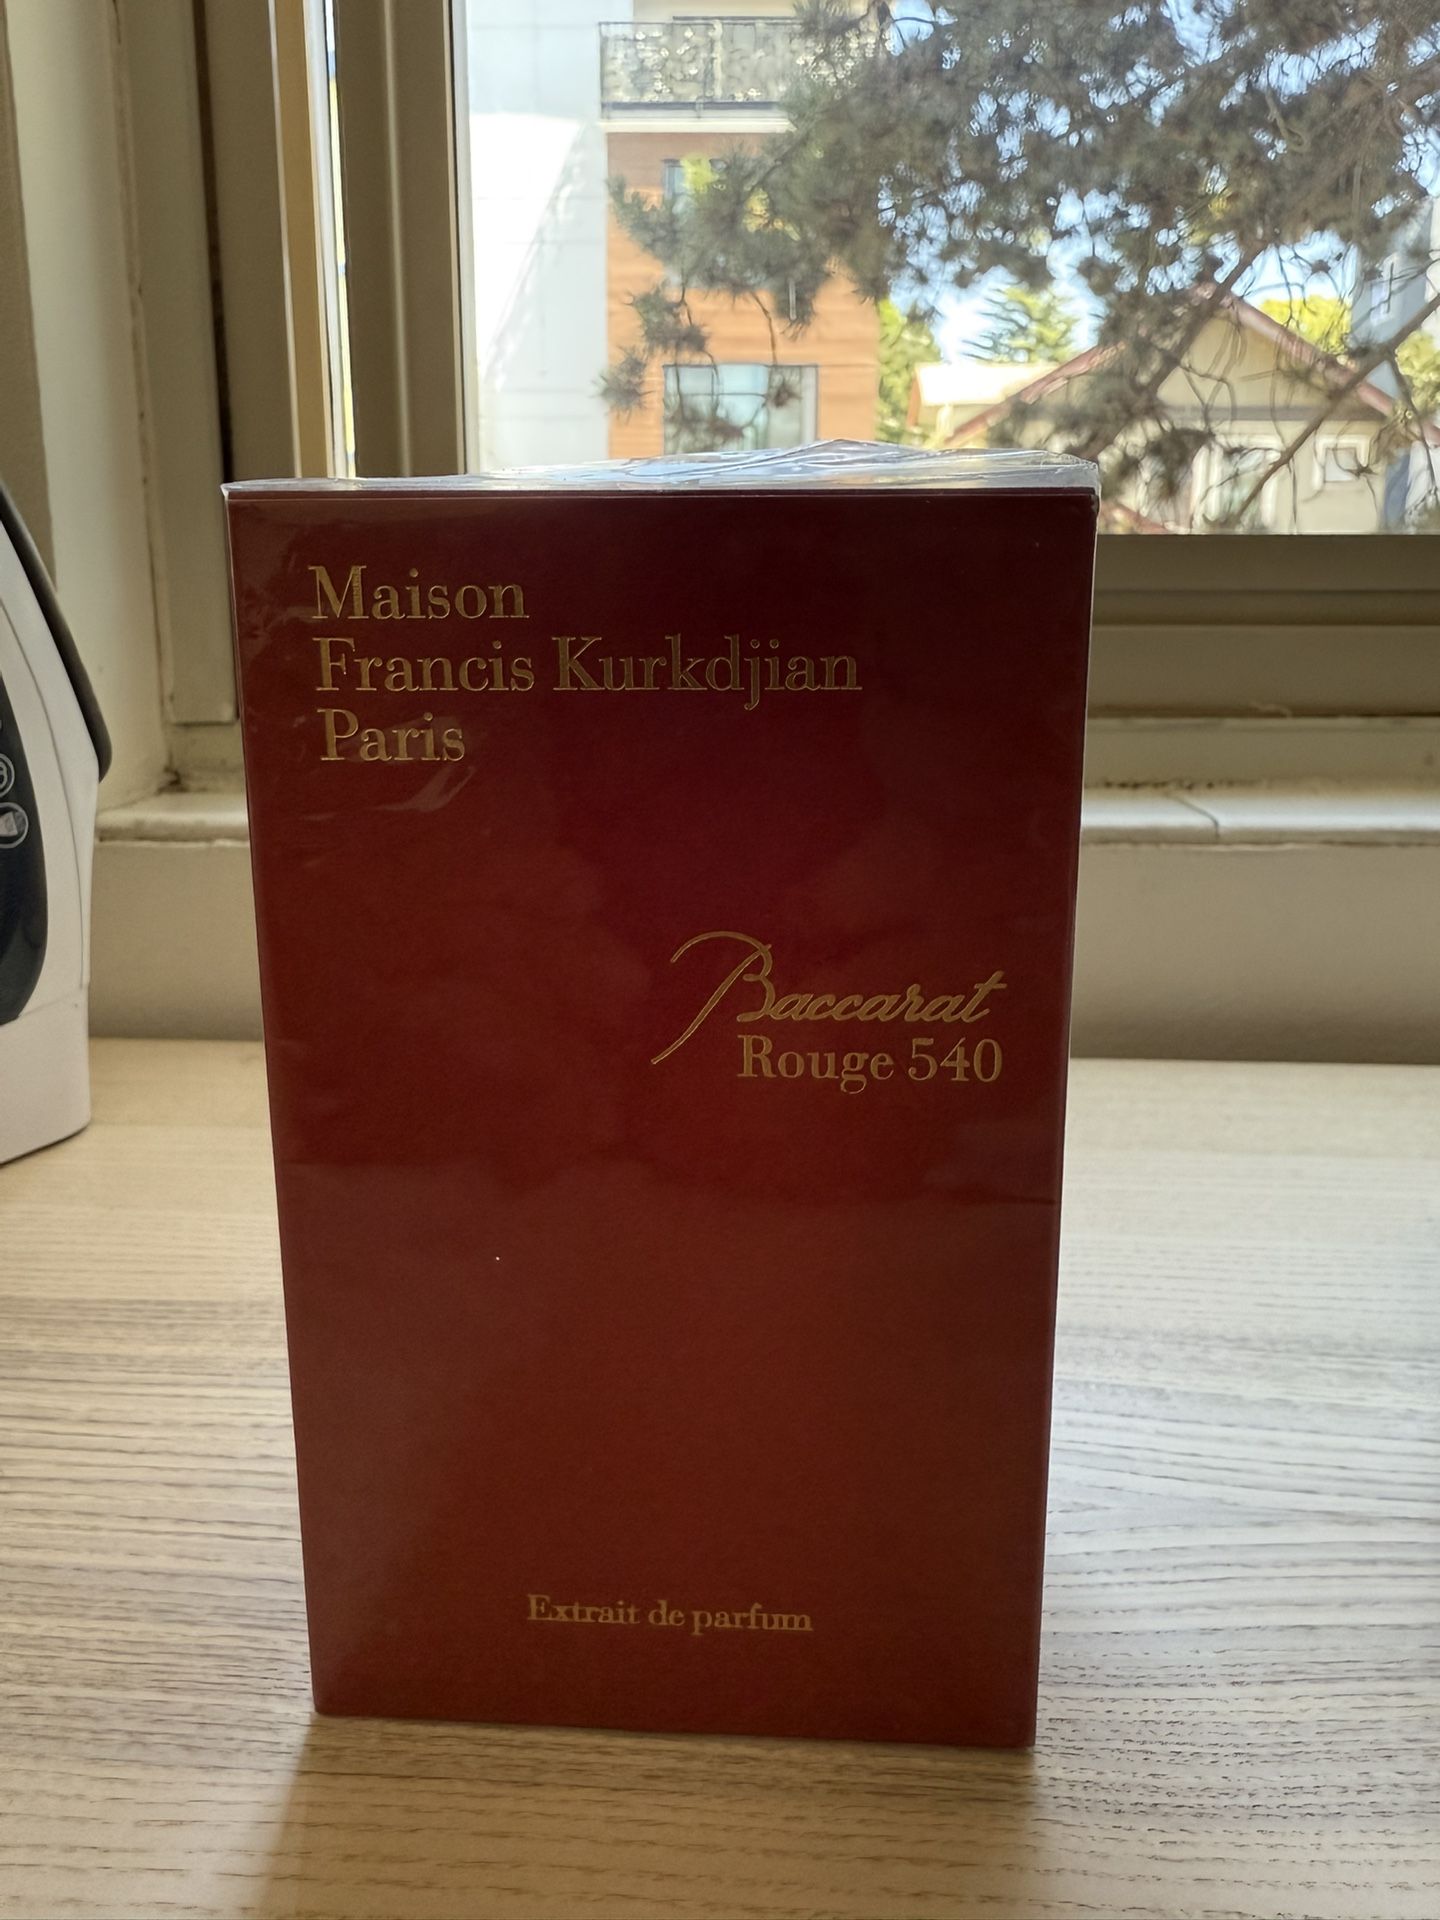 Maison
Francis Kurkdjian
Paris
Baccarat
Rouge 540
Extrait de parfum